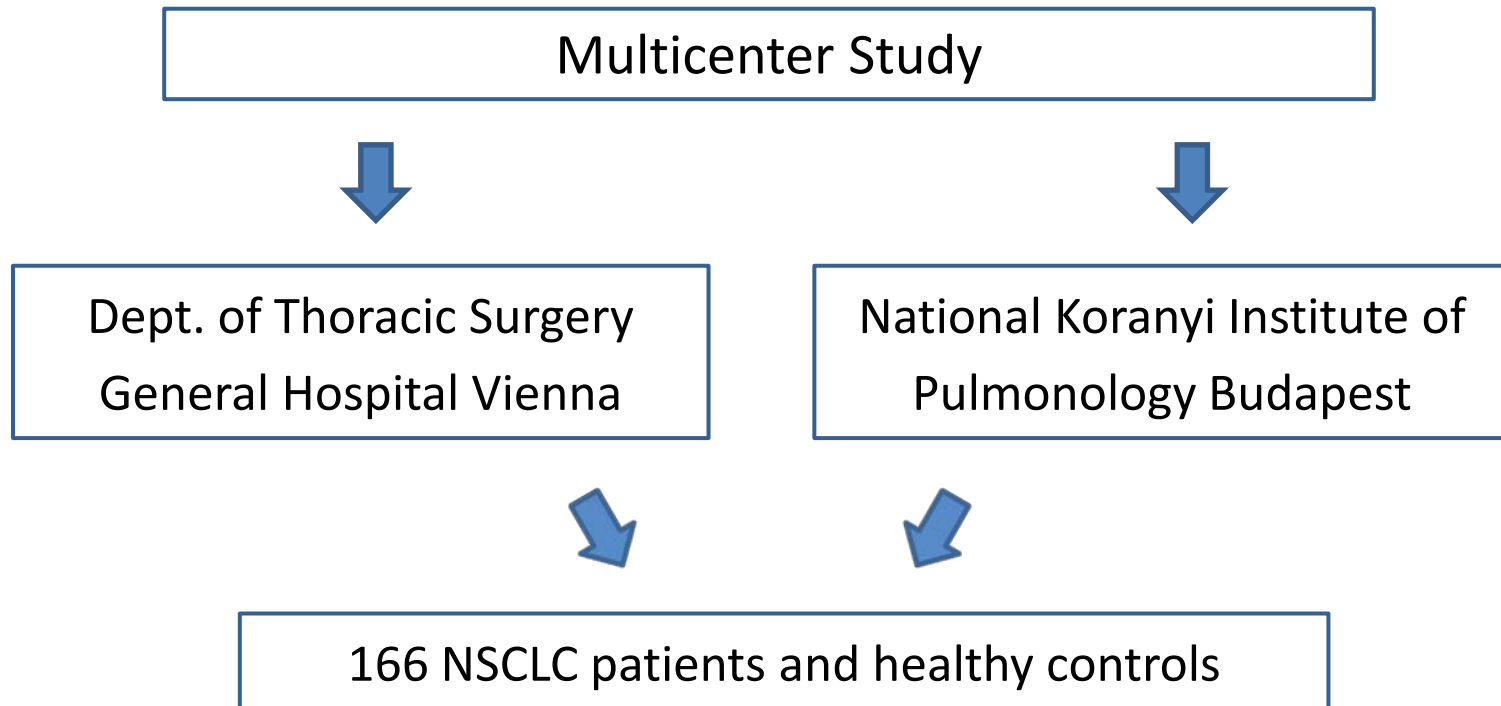 Multicenter Study
Dept. of Thoracic Surgery
General Hospital Vienna
National Koranyi Institute of
Pulmonology Budapest
166 NSCLC patients and healthy controls